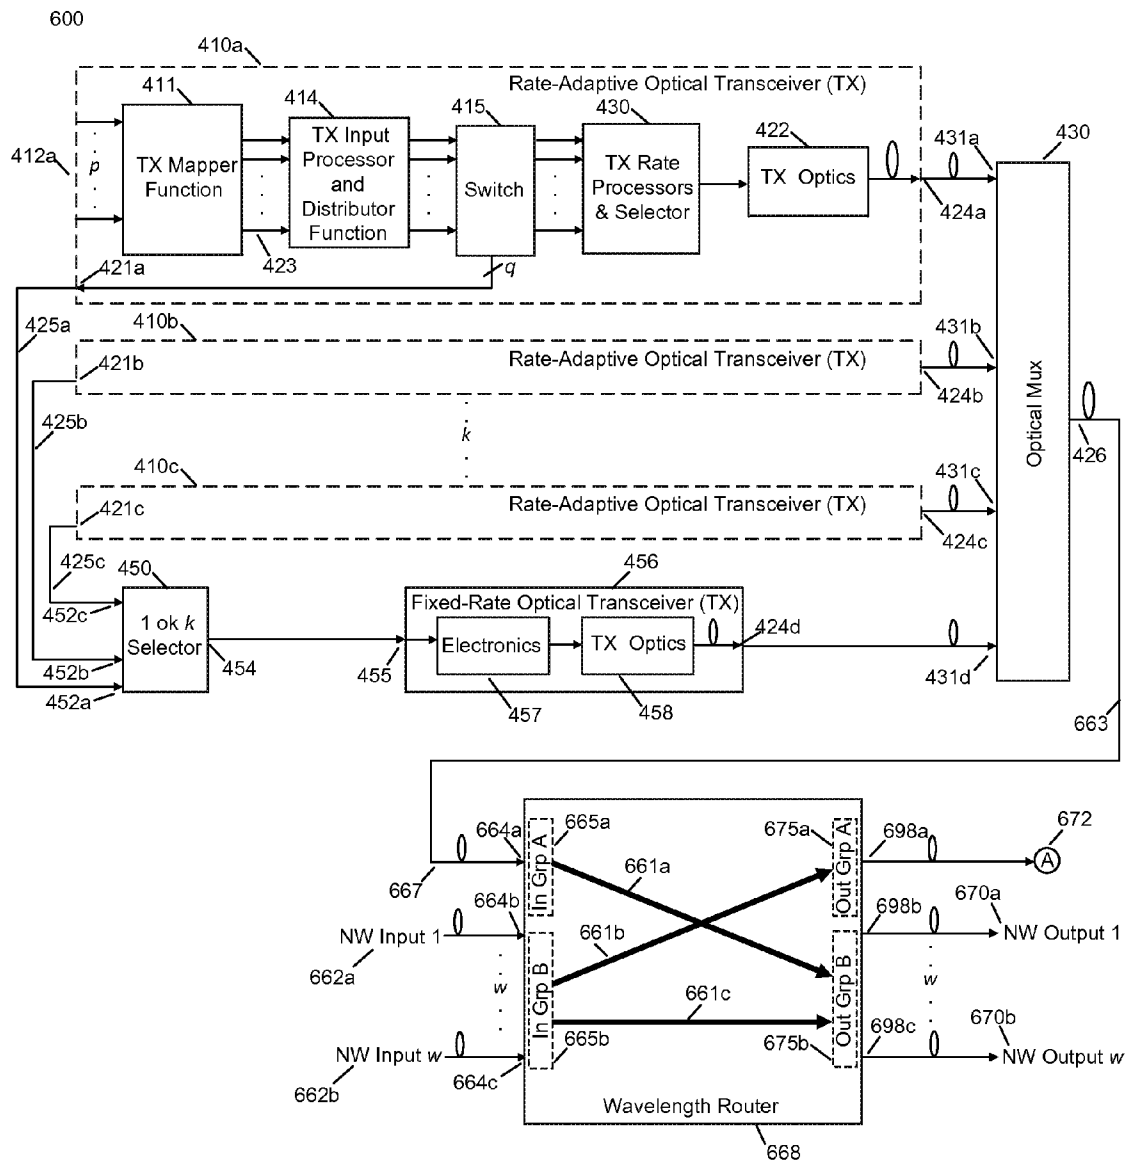 600
410a
Rate-Adaptive Optical Transceiver (TX)
411
414
415
430
422
431a
430
412a
p
TX Mapper
Function
TX Input
Processor
and
Distributor
Function
Switch
TX Rate
Processors
& Selector
TX Optics
424a
423
421a
q
425a
410b
431b
421b
Rate-Adaptive Optical Transceiver (TX)
424b
425b
k
Optical Mux
426
410c
431c
421c
Rate-Adaptive Optical Transceiver (TX)
424c
425c
450
456
452c
1 ok k
Selector
Fixed-Rate Optical Transceiver (TX)
424d
Electronics
TX Optics
452b
454
455
431d
452a
457
458
663
664a
665a
675a
698a
672
In Grp A
Out Grp A
A
667
661a
664b
698b
670a
NW Input 1
661b
NW Output 1
662a
w
In Grp B
661c
Out Grp B
w
698c
670b
NW Input w
665b
675b
NW Output w
662b
664c
Wavelength Router
668